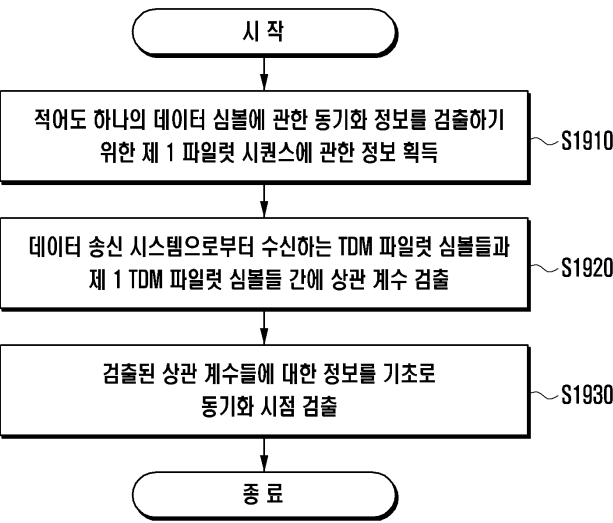 시 작
적어도 하나의 데이터 심볼에 관한 동기화 정보를 검출하기
위한 제 1 파일럿 시퀀스에 관한 정보 획득
S1910
데이터 송신 시스템으로부터 수신하는 TDM 파일럿 심볼들과
제 1 TDM 파일럿 심볼들 간에 상관 계수 검출
S1920
검출된 상관 계수들에 대한 정보를 기초로
동기화 시점 검출
S1930
종 료